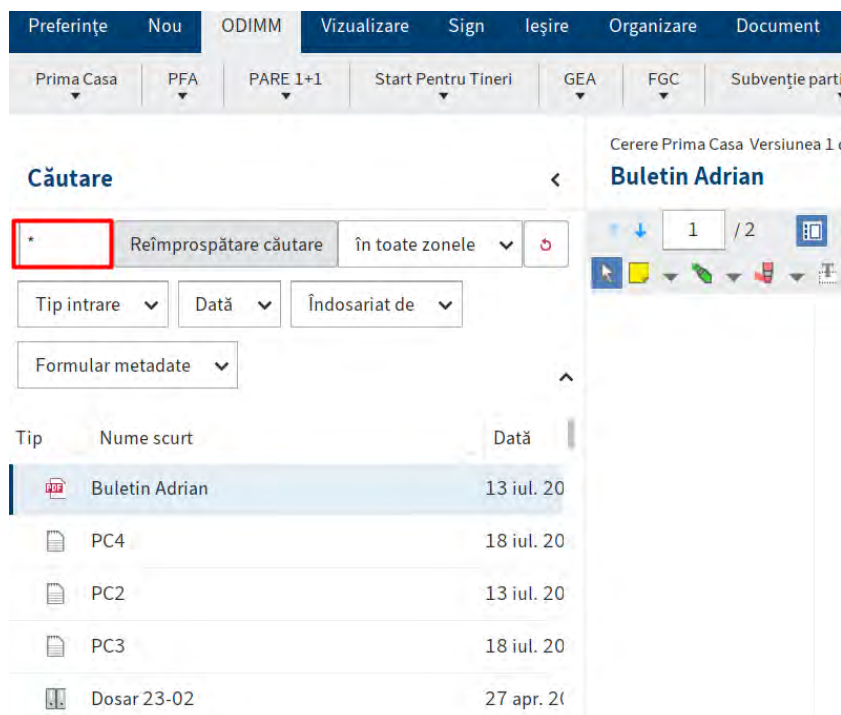 Preferințe Nou ODIMM Vizualizare Sign Ieșire Organizare Document
Prima Casa PFA PARE 1+1 Start Pentru Tineri GEA FGC Subvenție parti
Cerere Prima Casa Versiunea 1
Căutare
Buletin Adrian
1 / 2
* Reîmprospătare căutare în toate zonele
Tip intrare Dată Îndosariat de
Formular metadate
Tip Nume scurt Dată
PDF Buletin Adrian 13 iul. 20
PC4 18 iul. 20
PC2 13 iul. 20
PC3 18 iul. 20
Dosar 23-02 27 apr. 20